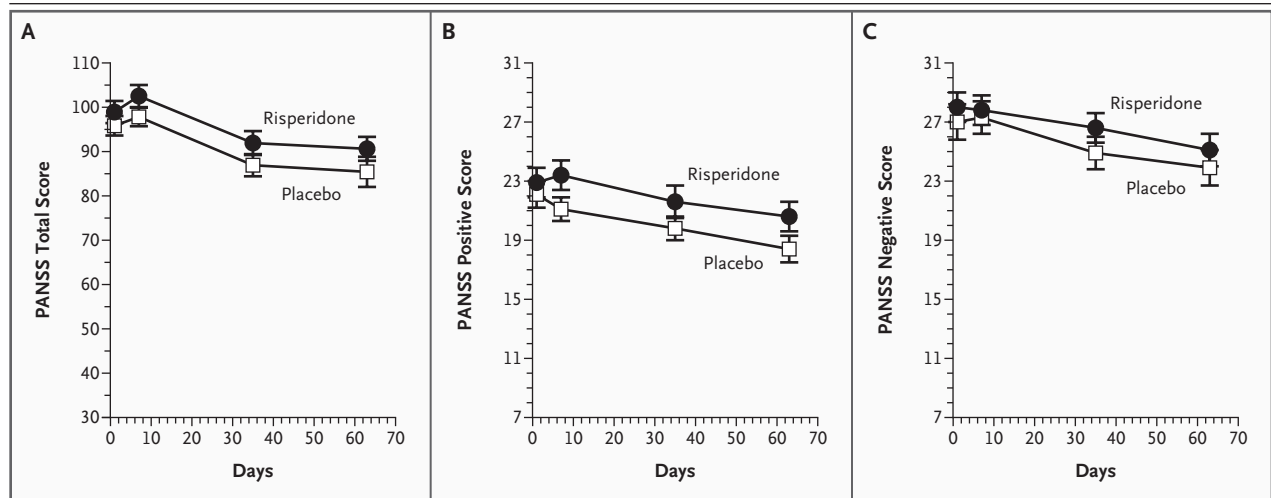 A
PANSS Total Score
110
100
90
80
70
60
50
40
30
0 10 20 30 40 50 60 70
Days
Risperidone
Placebo
B
PANSS Positive Score
31
27
23
19
15
11
7
0 10 20 30 40 50 60 70
Days
Risperidone
Placebo
C
PANSS Negative Score
31
27
23
19
15
11
7
0 10 20 30 40 50 60 70
Days
Risperidone
Placebo